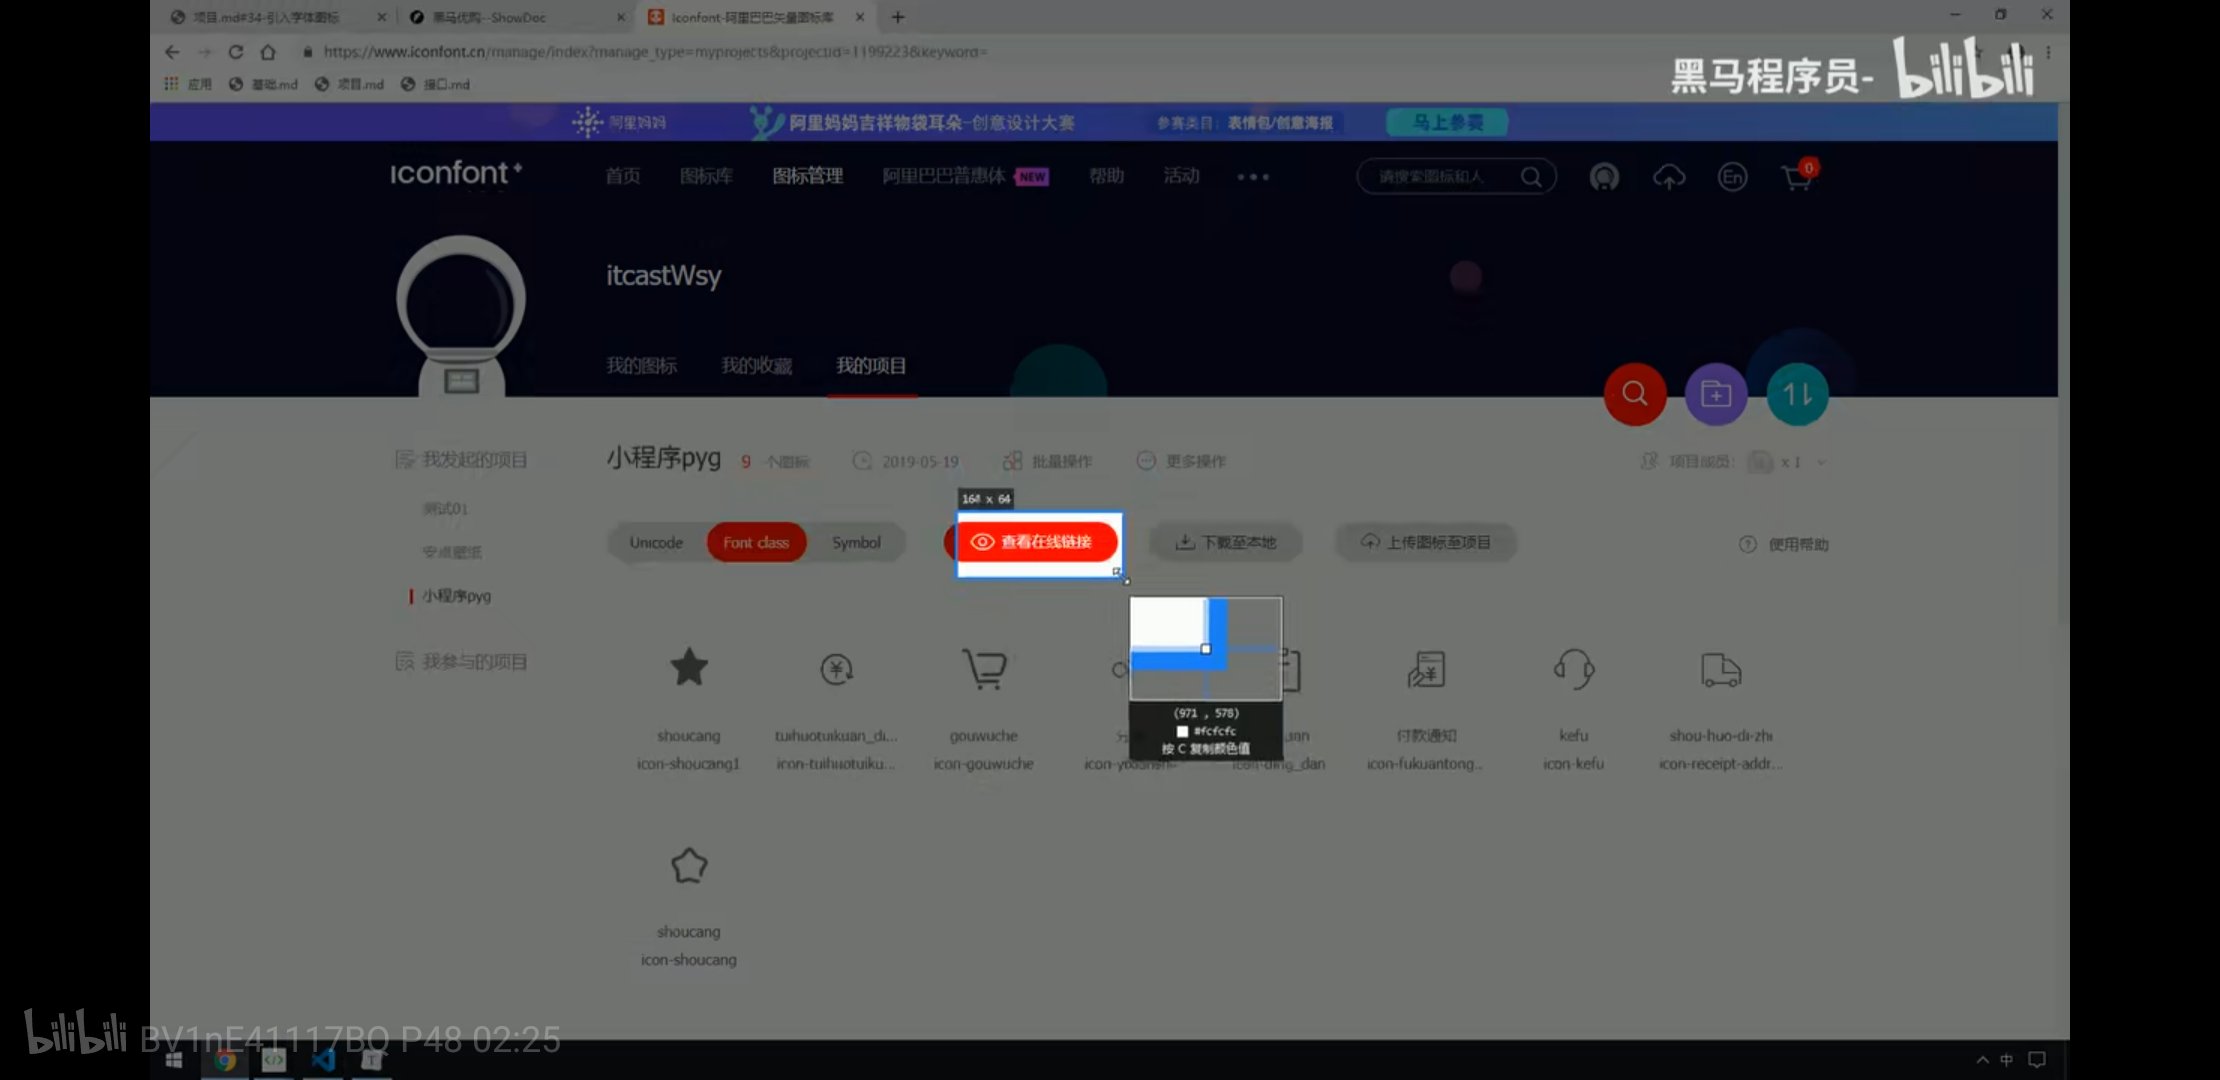 项目.md#34-引入字体图标
黑马优购--ShowDoc
Iconfont-阿里巴巴矢量图标库
https://www.iconfont.cn/manage/index?manage_type=myprojects&projectId=1199223&keyword=
应用
基础.md
项目.md
接口.md
黑马程序员-
bilibili
阿里妈妈
阿里妈妈吉祥物袋耳朵-创意设计大赛
参赛类目：表情包/创意海报
马上参赛
iconfont+
首页
图标库
图标管理
阿里巴巴普惠体
NEW
帮助
活动
请搜索图标和人
En
0
itcastWsy
我的图标
我的收藏
我的项目
我发起的项目
小程序pyg
9 个图标
2019-05-19
批量操作
更多操作
项目成员：
x 1
164 x 64
测试01
Unicode
Font class
Symbol
查看在线链接
下载至本地
上传图标至项目
使用帮助
安卓壁纸
小程序pyg
我参与的项目
(971 , 578)
#fcfcfc
按 C 复制颜色值
shoucang
tuihuotuikuan_di...
gouwuche
付款通知
kefu
shou-huo-di-zhi
icon-shoucang1
icon-tuihuotuiku...
icon-gouwuche
icon-ding_dan
icon-fukuantong...
icon-kefu
icon-receipt-addr...
shoucang
icon-shoucang
bilibili BV1nE41117BQ P48 02:25
中